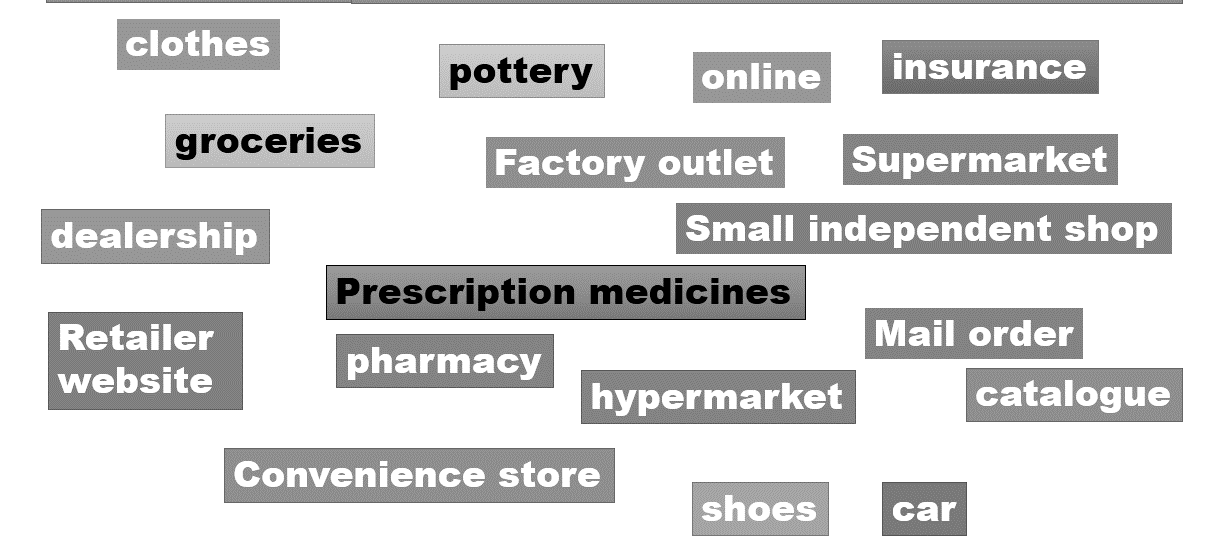 clothes
pottery
online
insurance
groceries
Factory outlet
Supermarket
dealership
Small independent shop
Prescription medicines
Retailer
website
pharmacy
Mail order
hypermarket
catalogue
Convenience store
shoes
car